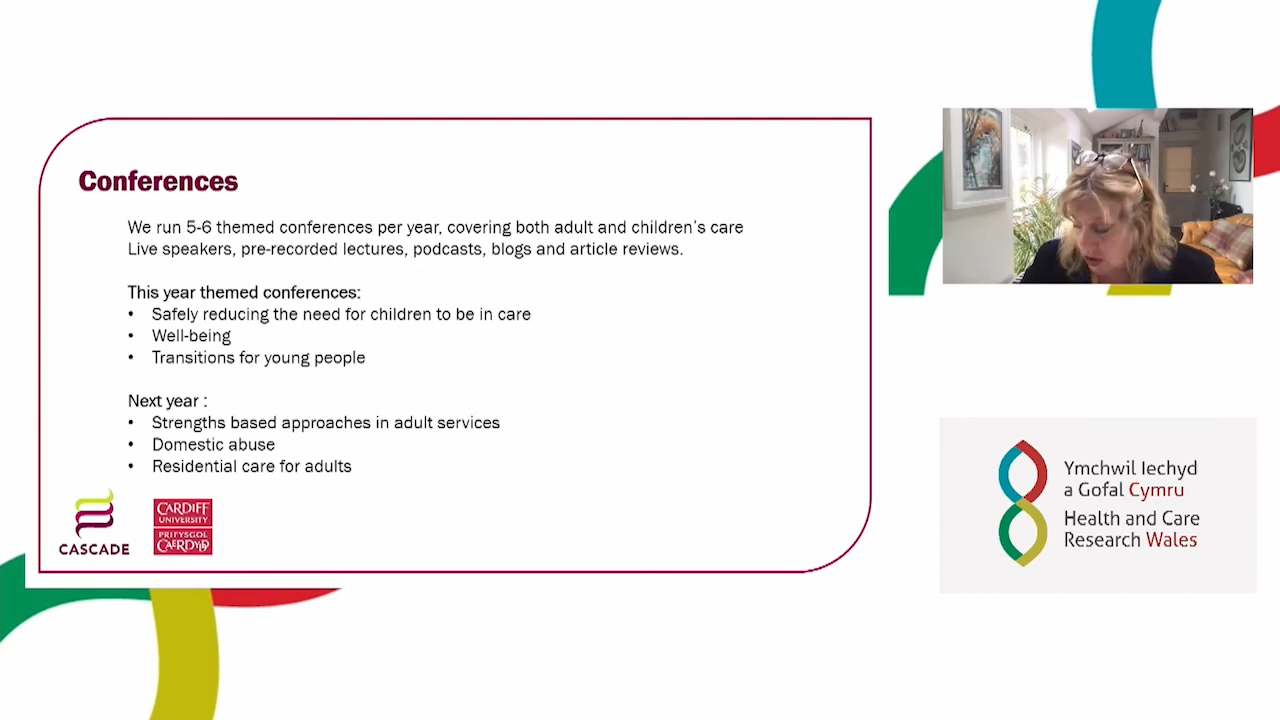 Conferences
We run 5-6 themed conferences per year, covering both adult and children's care
Live speakers, pre-recorded lectures, podcasts, blogs and article reviews.
This year themed conferences:
• Safely reducing the need for children to be in care
• Well-being
• Transitions for young people
Next year :
• Strengths based approaches in adult services
• Domestic abuse
• Residential care for adults
CASCADE
CARDIFF
UNIVERSITY
PRIFYSGOL
CAERDYDD
Ymchwil Iechyd
a Gofal Cymru
Health and Care
Research Wales